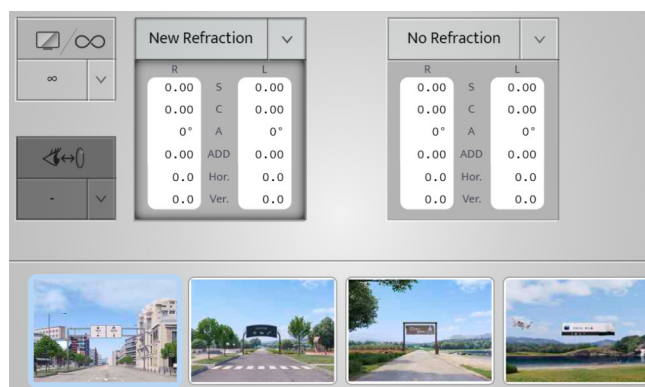 ∞
∞
-
New Refraction
R L
0.00 S 0.00
0.00 C 0.00
0° A 0°
0.00 ADD 0.00
0.0 Hor. 0.0
0.0 Ver. 0.0
No Refraction
R L
0.00 S 0.00
0.00 C 0.00
0° A 0°
0.00 ADD 0.00
0.0 Hor. 0.0
0.0 Ver. 0.0